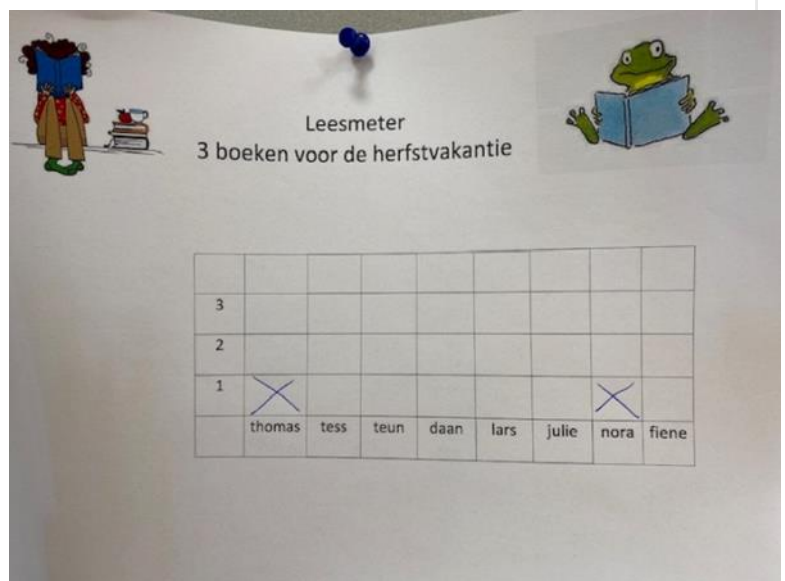 Leesmeter
3 boeken voor de herfstvakantie
3
2
1 X X
thomas tess teun daan lars julie nora fiene